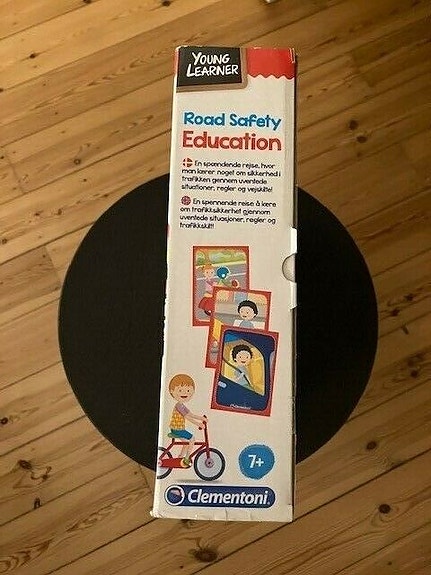 YOUNG
LEARNER
Road Safety
Education
En spændende rejse, hvor
man lærer noget om sikkerhed i
trafikken gennem uventede
situationer, regler og vejskilte!
En spennende reise å lære
om trafikksikkerhet gjennom
uventede situasjoner, regler og
trafikkskilt!
Clementoni
7+
Clementoni